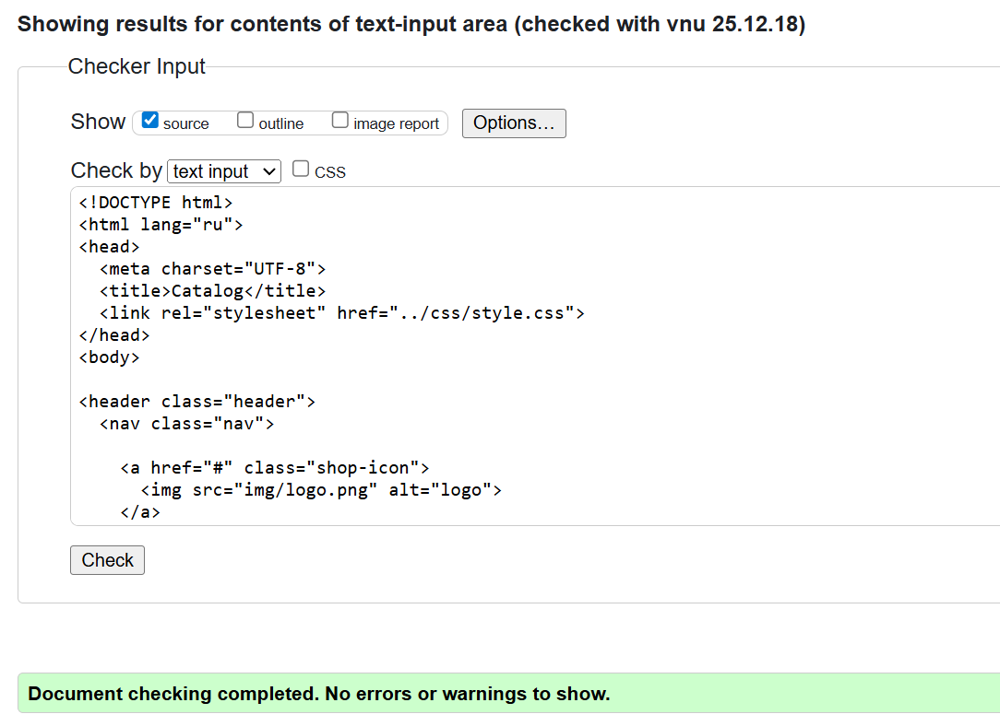 Showing results for contents of text-input area (checked with vnu 25.12.18)
Checker Input
Show source outline image report Options...
Check by text input CSS
<!DOCTYPE html>
<html lang="ru">
<head>
  <meta charset="UTF-8">
  <title>Catalog</title>
  <link rel="stylesheet" href="../css/style.css">
</head>
<body>

<header class="header">
  <nav class="nav">

    <a href="#" class="shop-icon">
      <img src="img/logo.png" alt="logo">
    </a>
Check
Document checking completed. No errors or warnings to show.